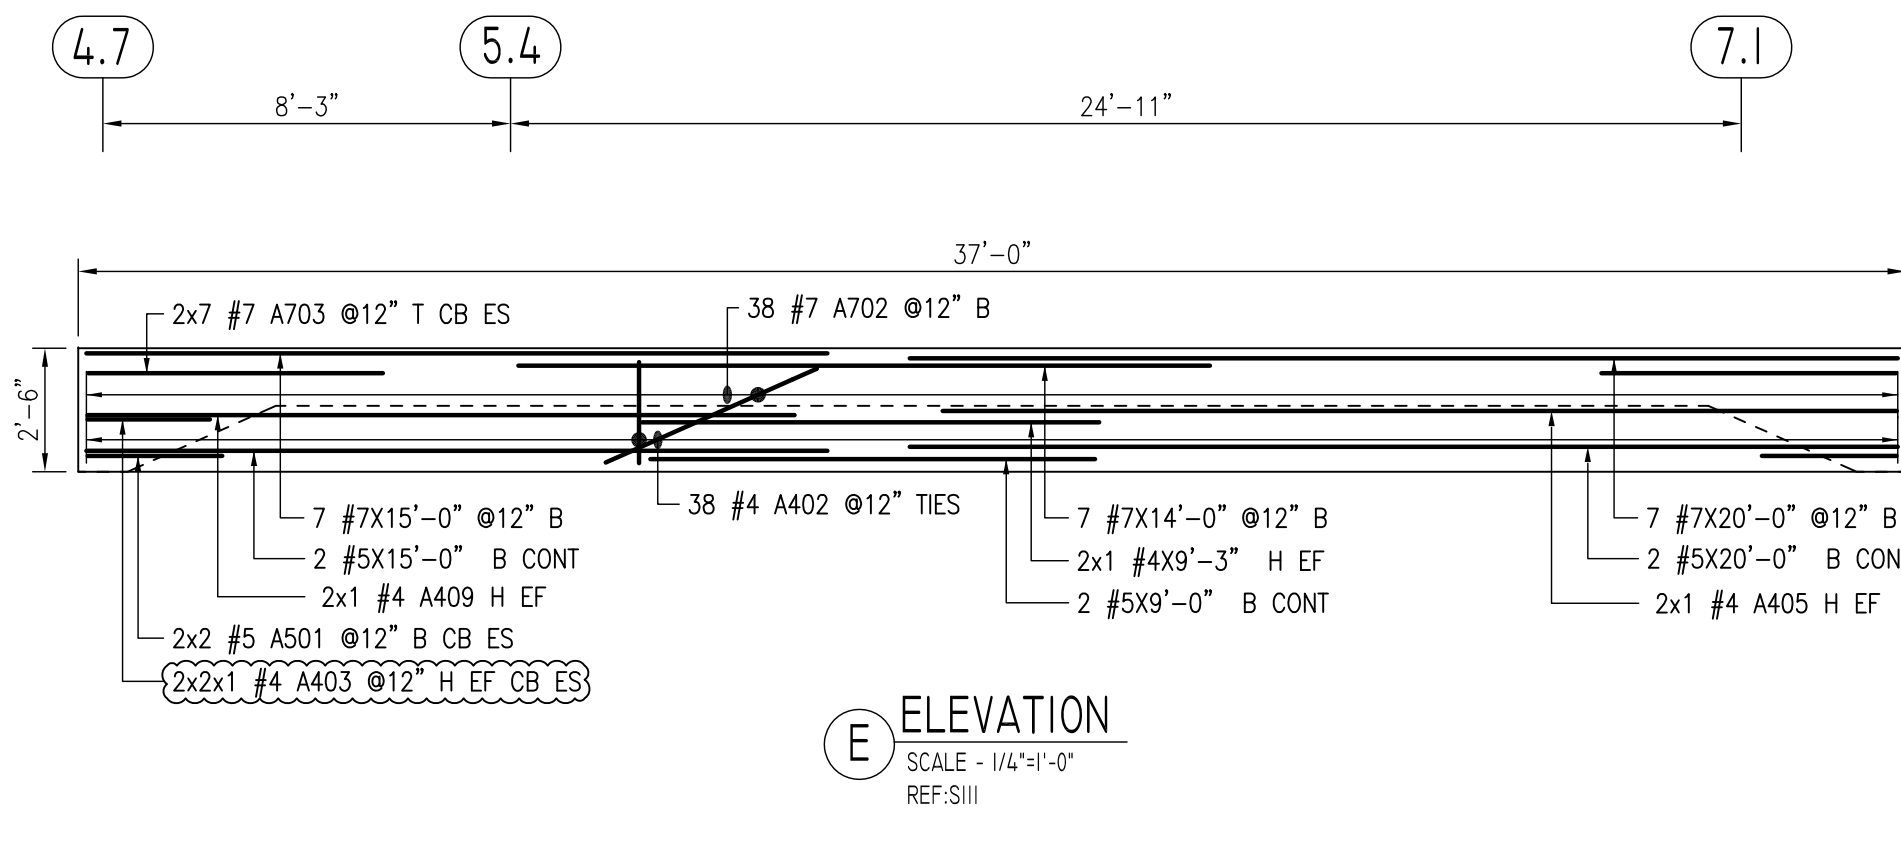 4.7
5.4
7.1
8'-3"
24'-11"
37'-0"
2x7 #7 A703 @12" T CB ES
38 #7 A702 @12" B
2'-6"
38 #4 A402 @12" TIES
7 #7X15'-0" @12" B
7 #7X14'-0" @12" B
7 #7X20'-0" @12" B
2 #5X15'-0" B CONT
2x1 #4X9'-3" H EF
2 #5X20'-0" B CON
2x1 #4 A409 H EF
2 #5X9'-0" B CONT
2x1 #4 A405 H EF
2x2 #5 A501 @12" B CB ES
2x2x1 #4 A403 @12" H EF CB ES
E
ELEVATION
SCALE - 1/4"=1'-0"
REF:S111